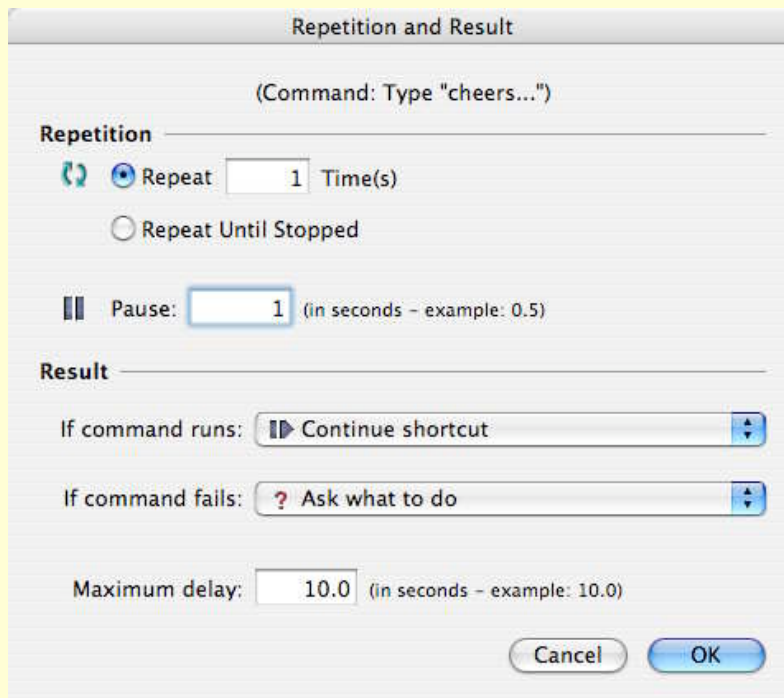 Repetition and Result
(Command: Type "cheers...")
Repetition
Repeat 1 Time(s)
Repeat Until Stopped
Pause: 1 (in seconds – example: 0.5)
Result
If command runs: Continue shortcut
If command fails: ? Ask what to do
Maximum delay: 10.0 (in seconds – example: 10.0)
Cancel OK